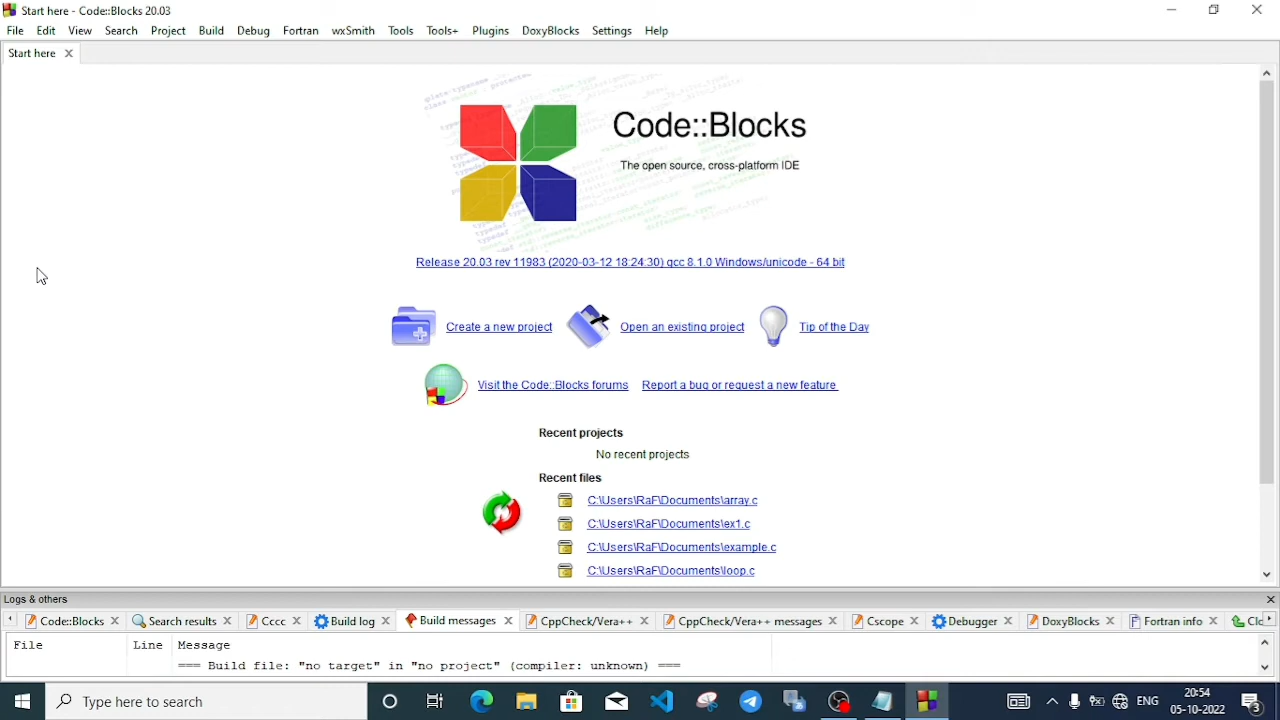 Start here - Code::Blocks 20.03
File Edit View Search Project Build Debug Fortran wxSmith Tools Tools+ Plugins DoxyBlocks Settings Help
Start here
Code::Blocks
The open source, cross-platform IDE
Release 20.03 rev 11983 (2020-03-12 18:24:30) gcc 8.1.0 Windows/unicode - 64 bit
Create a new project Open an existing project Tip of the Day
Visit the Code::Blocks forums Report a bug or request a new feature
Recent projects
No recent projects
Recent files
C:\Users\RaF\Documents\array.c
C:\Users\RaF\Documents\ex1.c
C:\Users\RaF\Documents\example.c
C:\Users\RaF\Documents\loop.c
Logs & others
Code::Blocks Search results Cccc Build log Build messages CppCheck/Vera++ CppCheck/Vera++ messages Cscope Debugger DoxyBlocks Fortran info Clo
File Line Message
=== Build file: "no target" in "no project" (compiler: unknown) ===
Type here to search
ENG
20:54
05-10-2022
3